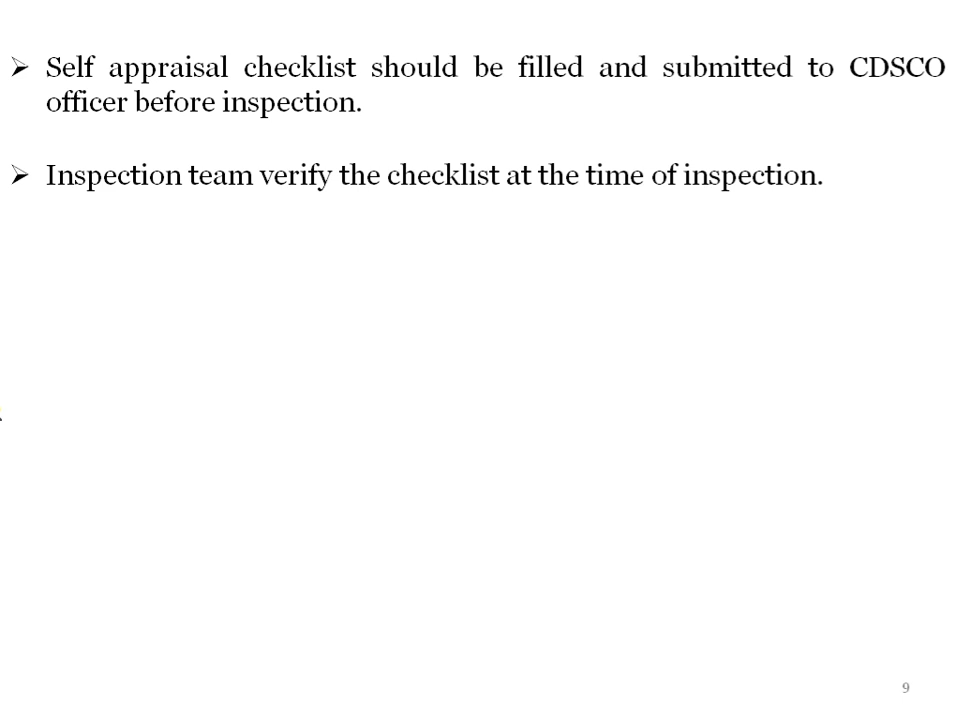 ➢ Self appraisal checklist should be filled and submitted to CDSCO
officer before inspection.
➢ Inspection team verify the checklist at the time of inspection.
9